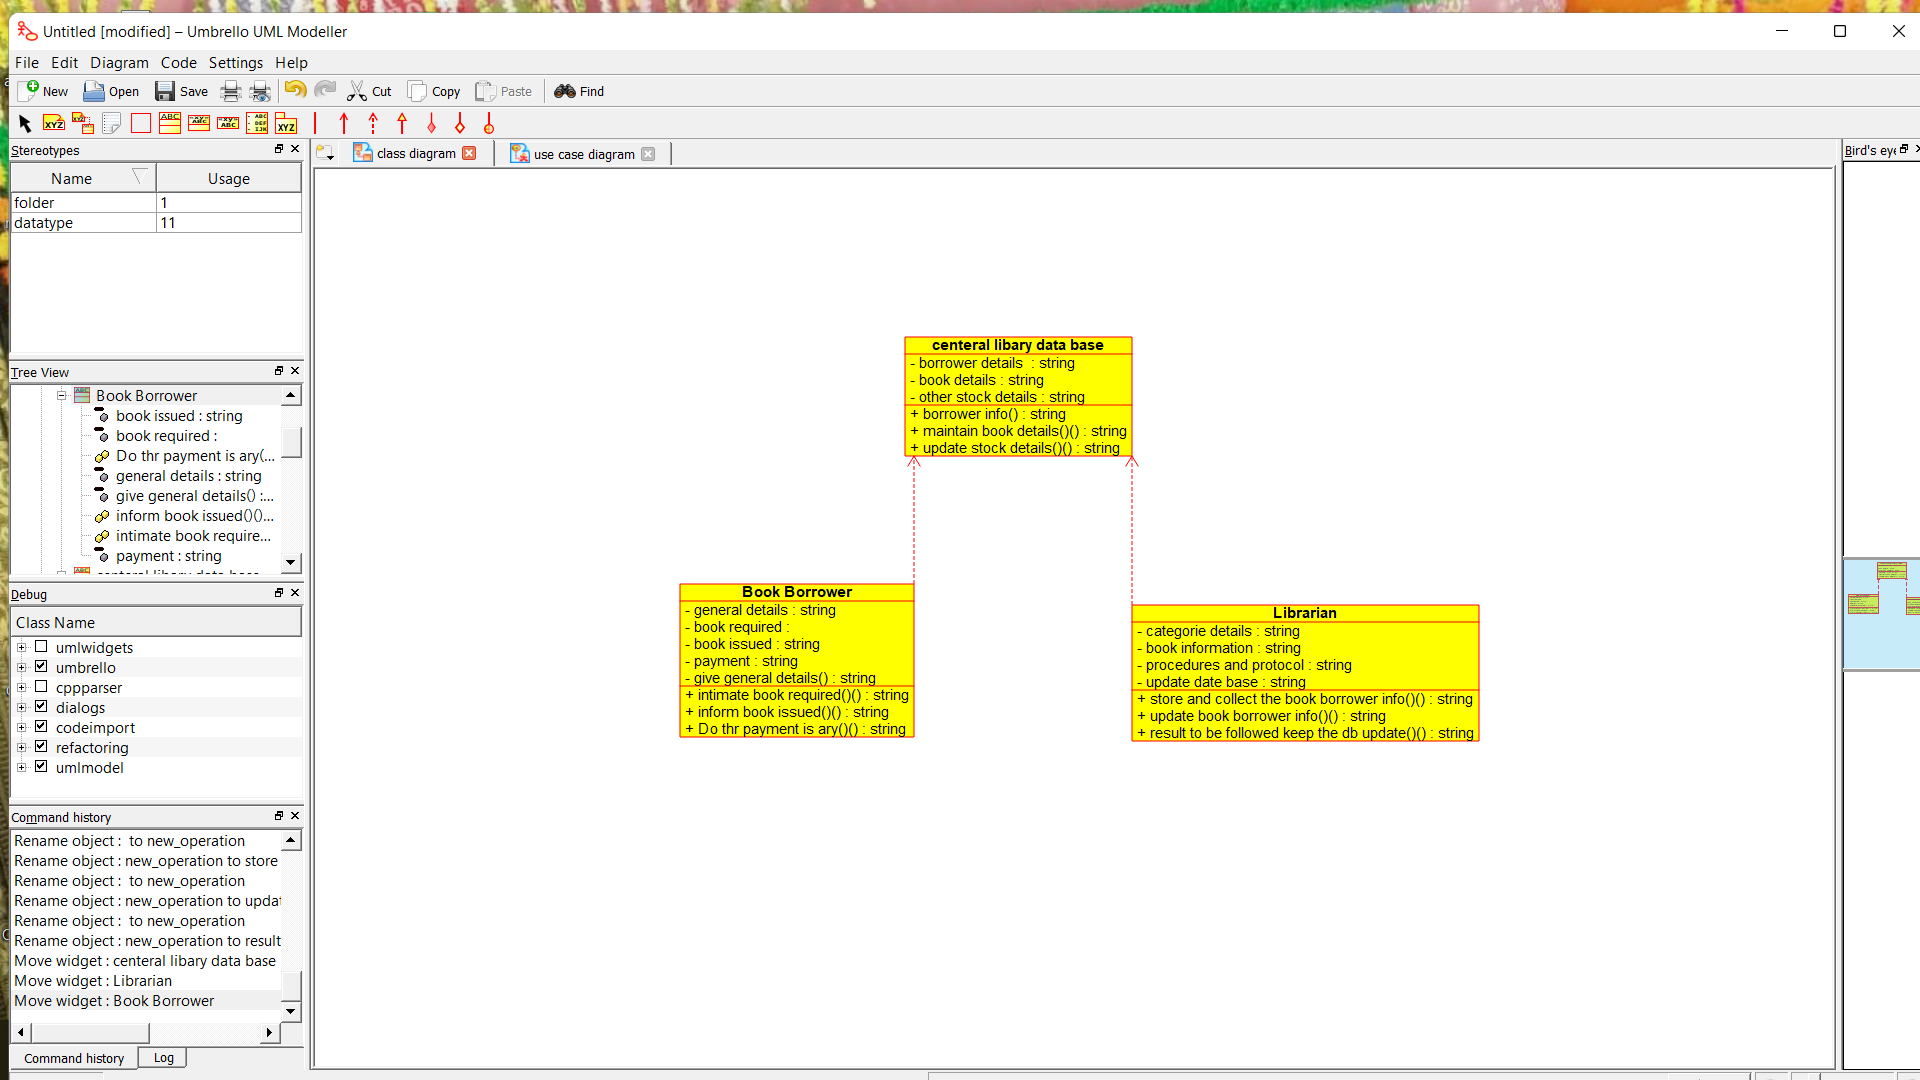 Untitled [modified] – Umbrello UML Modeller
File Edit Diagram Code Settings Help
New Open Save Cut Copy Paste Find
Stereotypes
Name Usage
folder 1
datatype 11
Tree View
Book Borrower
book issued : string
book required :
Do thr payment is ary(...
general details : string
give general details() :...
inform book issued()()...
intimate book require...
payment : string
Debug
Class Name
umlwidgets
umbrello
cppparser
dialogs
codeimport
refactoring
umlmodel
Command history
Rename object :  to new_operation
Rename object : new_operation to store
Rename object :  to new_operation
Rename object : new_operation to updat
Rename object :  to new_operation
Rename object : new_operation to result
Move widget : centeral libary data base
Move widget : Librarian
Move widget : Book Borrower
Command history Log
class diagram use case diagram
centeral libary data base
- borrower details  : string
- book details : string
- other stock details : string
+ borrower info() : string
+ maintain book details()() : string
+ update stock details()() : string
Book Borrower
- general details : string
- book required :
- book issued : string
- payment : string
- give general details() : string
+ intimate book required()() : string
+ inform book issued()() : string
+ Do thr payment is ary()() : string
Librarian
- categorie details : string
- book information : string
- procedures and protocol : string
- update date base : string
+ store and collect the book borrower info()() : string
+ update book borrower info()() : string
+ result to be followed keep the db update()() : string
Bird's eye